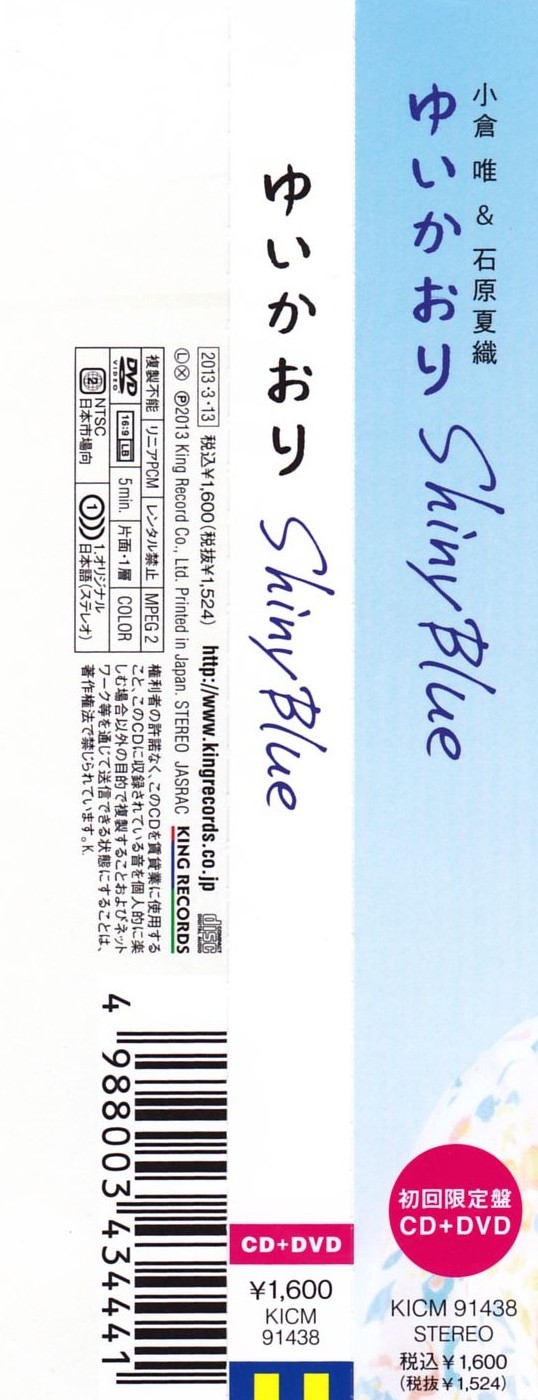 小倉 唯 & 石原夏織
ゆいかおり Shiny Blue
初回限定盤
CD+DVD
KICM 91438
STEREO
税込¥1,600
(税抜¥1,524)
ゆいかおり Shiny Blue
CD+DVD
¥1,600
KICM
91438
2013・3・13 税込¥1,600(税抜¥1,524) http://www.kingrecords.co.jp
COMPACT disc DIGITAL AUDIO
Ⓛ Ⓧ Ⓟ2013 King Record Co., Ltd. Printed in Japan. STEREO JASRAC KING RECORDS
複製不能 リニアPCM レンタル禁止 MPEG 2
DVD VIDEO 16:9 LB 5min. 片面・1層 COLOR
2 NTSC 日本市場向 1 1.オリジナル 日本語(ステレオ)
権利者の許諾なく、このCDを賃貸業に使用する
こと、このCDに収録されている音を個人的に楽
しむ場合以外の目的で複製することおよびネット
ワーク等を通じて送信できる状態にすることは、
著作権法で禁じられています。K
4 988003 434441